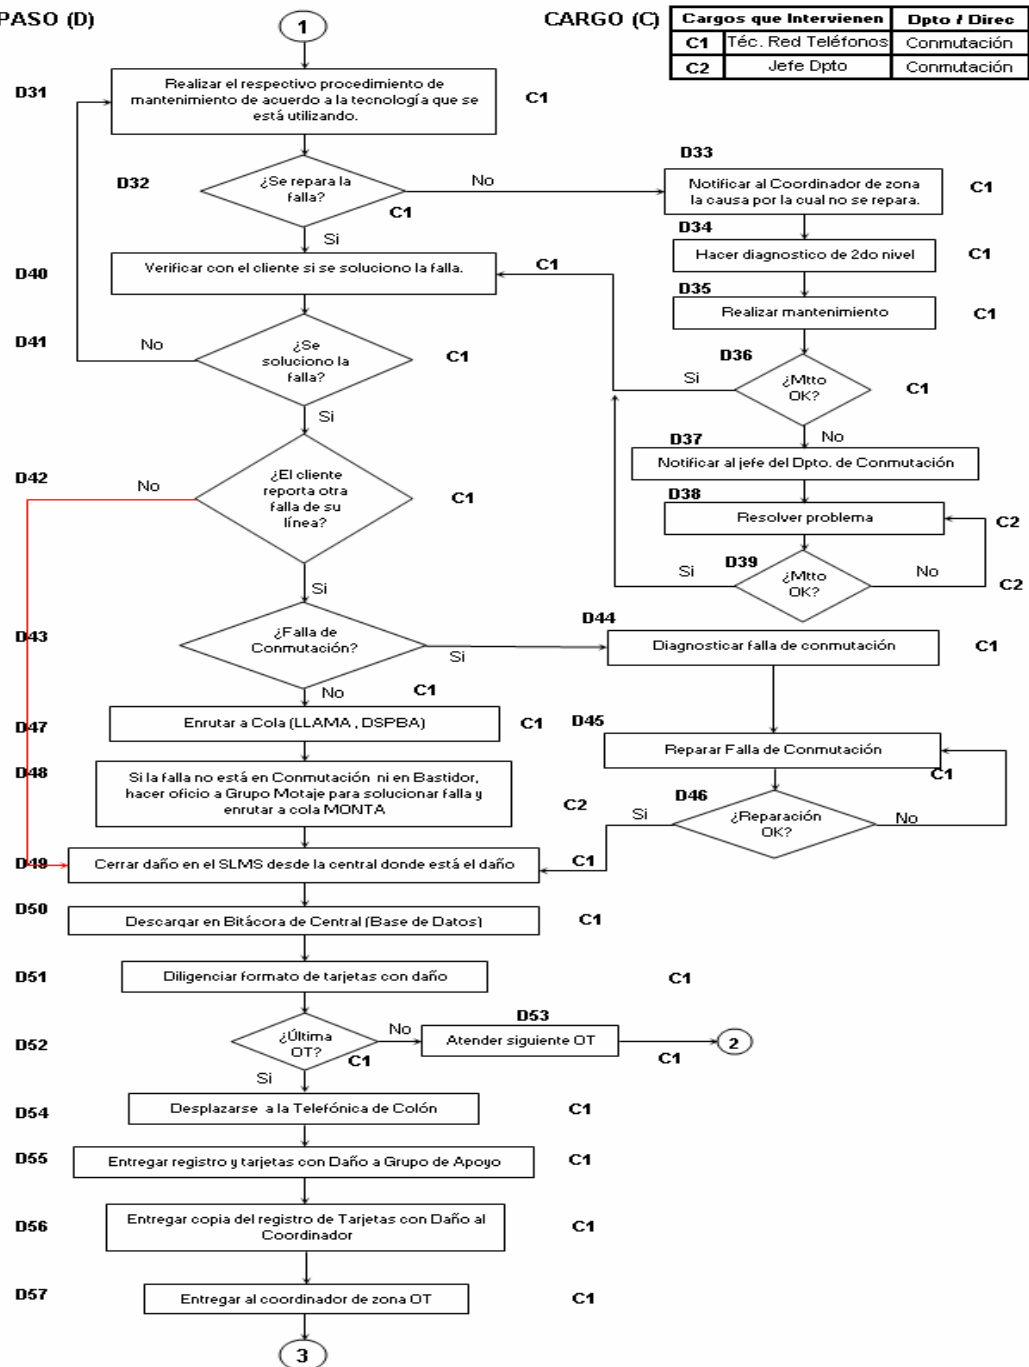 PASO (D)
1
CARGO (C)
Cargos que Intervienen Dpto / Direc
C1 Téc. Red Teléfonos Conmutación
C2 Jefe Dpto Conmutación
D31
Realizar el respectivo procedimiento de
mantenimiento de acuerdo a la tecnología que se
está utilizando.
C1
D32
¿Se repara la
falla?
C1
No
Si
D33
Notificar al Coordinador de zona
la causa por la cual no se repara.
C1
D34
Hacer diagnostico de 2do nivel
C1
D35
Realizar mantenimiento
C1
D36
¿Mtto
OK?
C1
Si
No
D37
Notificar al jefe del Dpto. de Conmutación
D38
Resolver problema
C2
D39
¿Mtto
OK?
Si
No
C2
D40
Verificar con el cliente si se soluciono la falla.
C1
D41
¿Se
soluciono la
falla?
C1
No
Si
D42
¿El cliente
reporta otra
falla de su
línea?
C1
No
Si
D43
¿Falla de
Conmutación?
C1
Si
No
D44
Diagnosticar falla de conmutación
C1
D45
Reparar Falla de Conmutación
C1
D46
¿Reparación
OK?
C2
Si
No
C1
D47
Enrutar a Cola (LLAMA , DSPBA)
C1
D48
Si la falla no está en Conmutación ni en Bastidor,
hacer oficio a Grupo Motaje para solucionar falla y
enrutar a cola MONTA
D49
Cerrar daño en el SLMS desde la central donde está el daño
D50
Descargar en Bitácora de Central (Base de Datos)
C1
D51
Diligenciar formato de tarjetas con daño
C1
D52
¿Última
OT?
C1
No
Si
D53
Atender siguiente OT
C1
2
D54
Desplazarse a la Telefónica de Colón
C1
D55
Entregar registro y tarjetas con Daño a Grupo de Apoyo
C1
D56
Entregar copia del registro de Tarjetas con Daño al
Coordinador
C1
D57
Entregar al coordinador de zona OT
C1
3